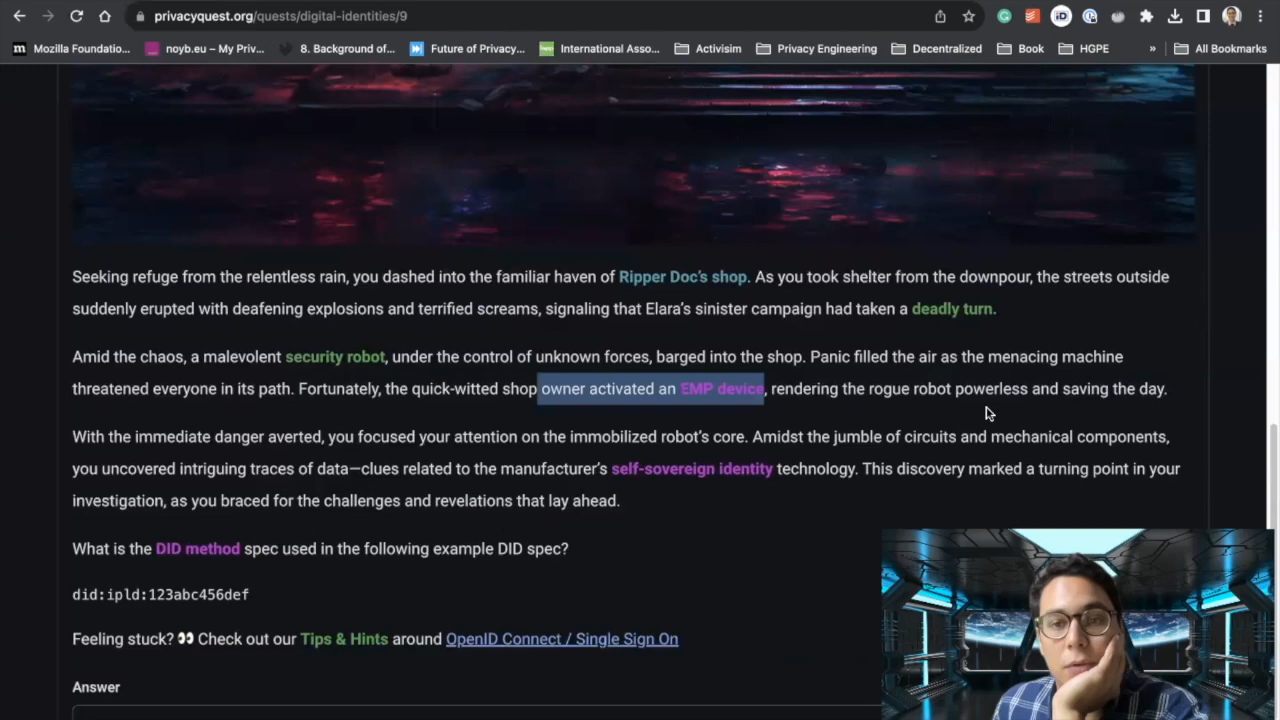 privacyquest.org/quests/digital-identities/9
Mozilla Foundatio... noyb.eu – My Priv... 8. Background of... Future of Privacy... International Asso... Activisim Privacy Engineering Decentralized Book HGPE » All Bookmarks
Seeking refuge from the relentless rain, you dashed into the familiar haven of Ripper Doc’s shop. As you took shelter from the downpour, the streets outside
suddenly erupted with deafening explosions and terrified screams, signaling that Elara’s sinister campaign had taken a deadly turn.
Amid the chaos, a malevolent security robot, under the control of unknown forces, barged into the shop. Panic filled the air as the menacing machine
threatened everyone in its path. Fortunately, the quick-witted shop owner activated an EMP device, rendering the rogue robot powerless and saving the day.
With the immediate danger averted, you focused your attention on the immobilized robot’s core. Amidst the jumble of circuits and mechanical components,
you uncovered intriguing traces of data—clues related to the manufacturer’s self-sovereign identity technology. This discovery marked a turning point in your
investigation, as you braced for the challenges and revelations that lay ahead.
What is the DID method spec used in the following example DID spec?
did:ipld:123abc456def
Feeling stuck? 👀 Check out our Tips & Hints around OpenID Connect / Single Sign On
Answer